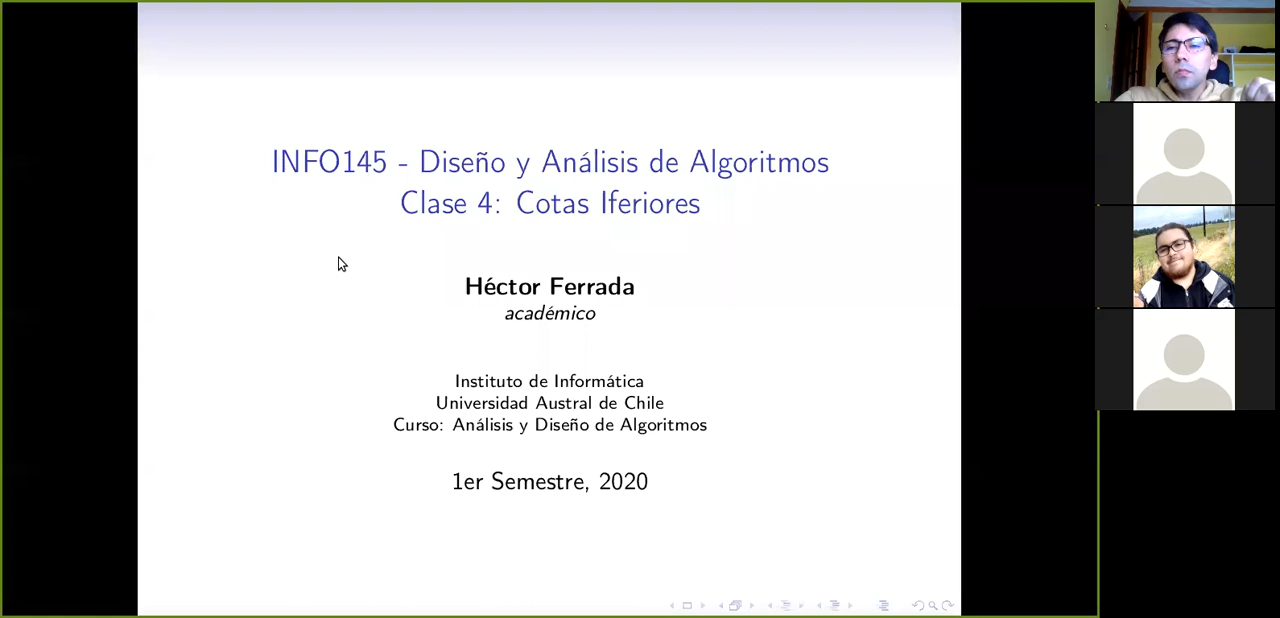 INFO145 - Diseño y Análisis de Algoritmos
Clase 4: Cotas Iferiores
Héctor Ferrada
académico
Instituto de Informática
Universidad Austral de Chile
Curso: Análisis y Diseño de Algoritmos
1er Semestre, 2020